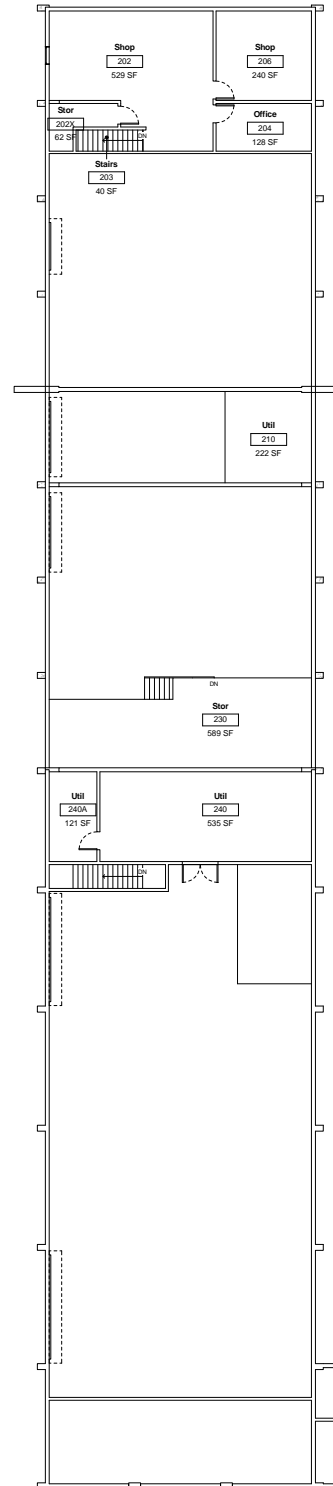 Shop
202
529 SF
Shop
206
240 SF
Stor
202X
62 SF
Office
204
128 SF
DN
Stairs
203
40 SF
Util
210
222 SF
DN
Stor
230
589 SF
Util
240A
121 SF
Util
240
535 SF
DN